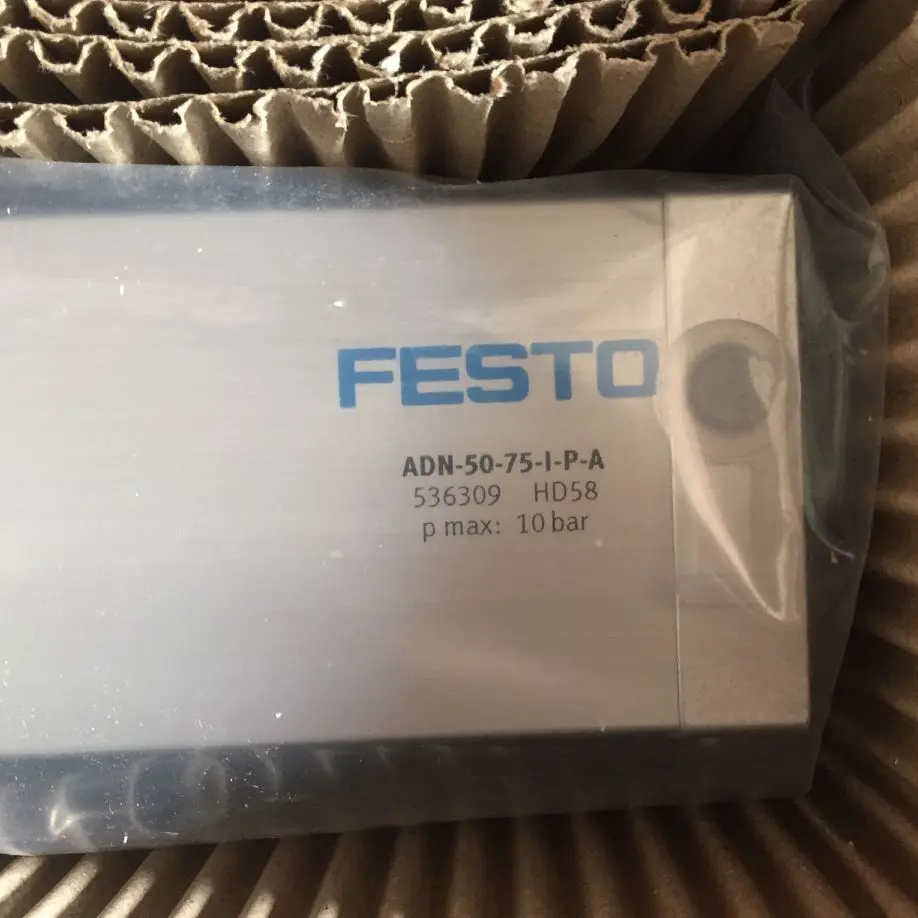 FESTO
ADN-50-75-I-P-A
536309 HD58
p max: 10 bar